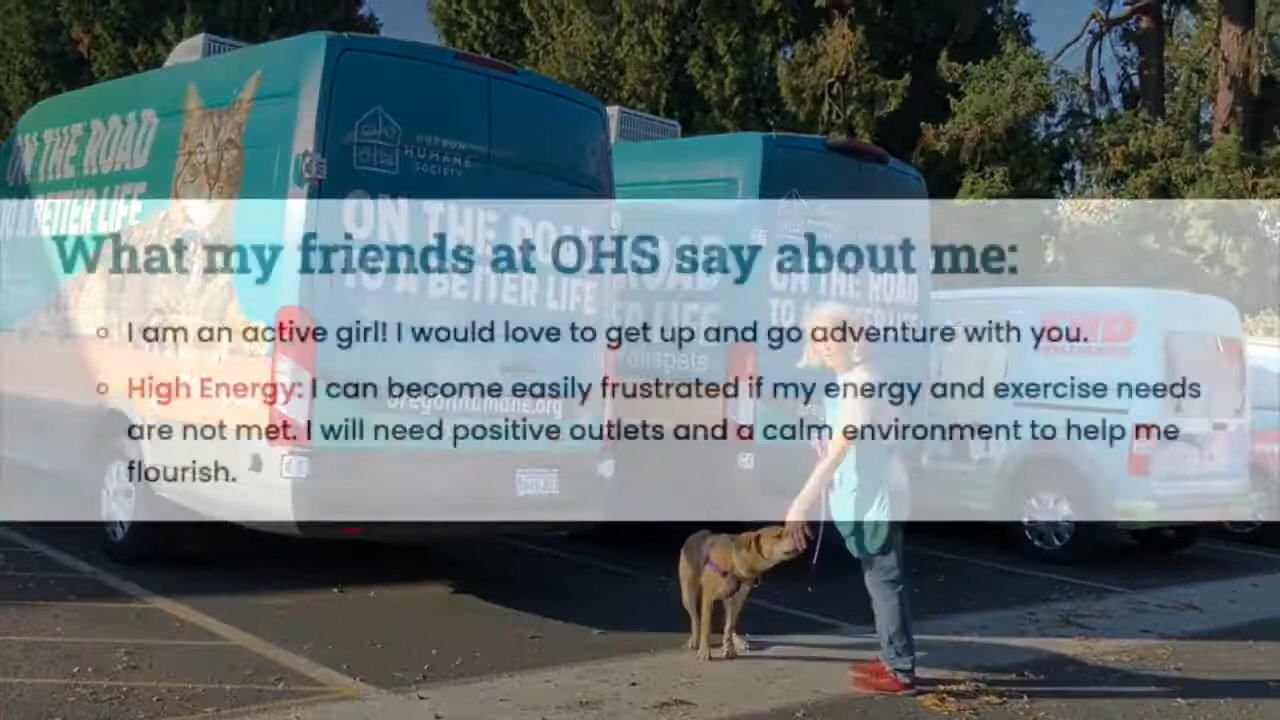 ON THE ROAD
TO A BETTER LIFE
OREGON
HUMANE
SOCIETY
ON THE ROAD
TO A BETTER LIFE
oregonhumane.org
ROAD
ER LIFE
ON THE ROAD
What my friends at OHS say about me:
I am an active girl! I would love to get up and go adventure with you.
High Energy: I can become easily frustrated if my energy and exercise needs
are not met. I will need positive outlets and a calm environment to help me
flourish.